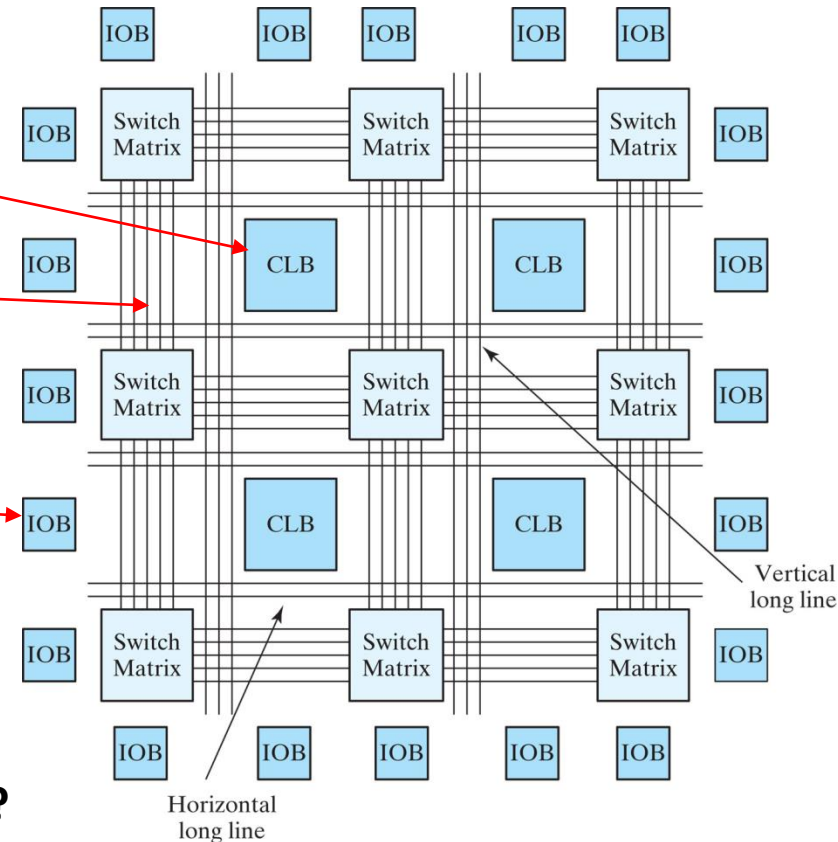 IOB IOB IOB IOB IOB
IOB Switch Matrix Switch Matrix Switch Matrix IOB
IOB CLB CLB IOB
IOB Switch Matrix Switch Matrix Switch Matrix IOB
IOB CLB CLB IOB
Vertical
long line
IOB Switch Matrix Switch Matrix Switch Matrix IOB
IOB IOB IOB IOB IOB
?
Horizontal
long line